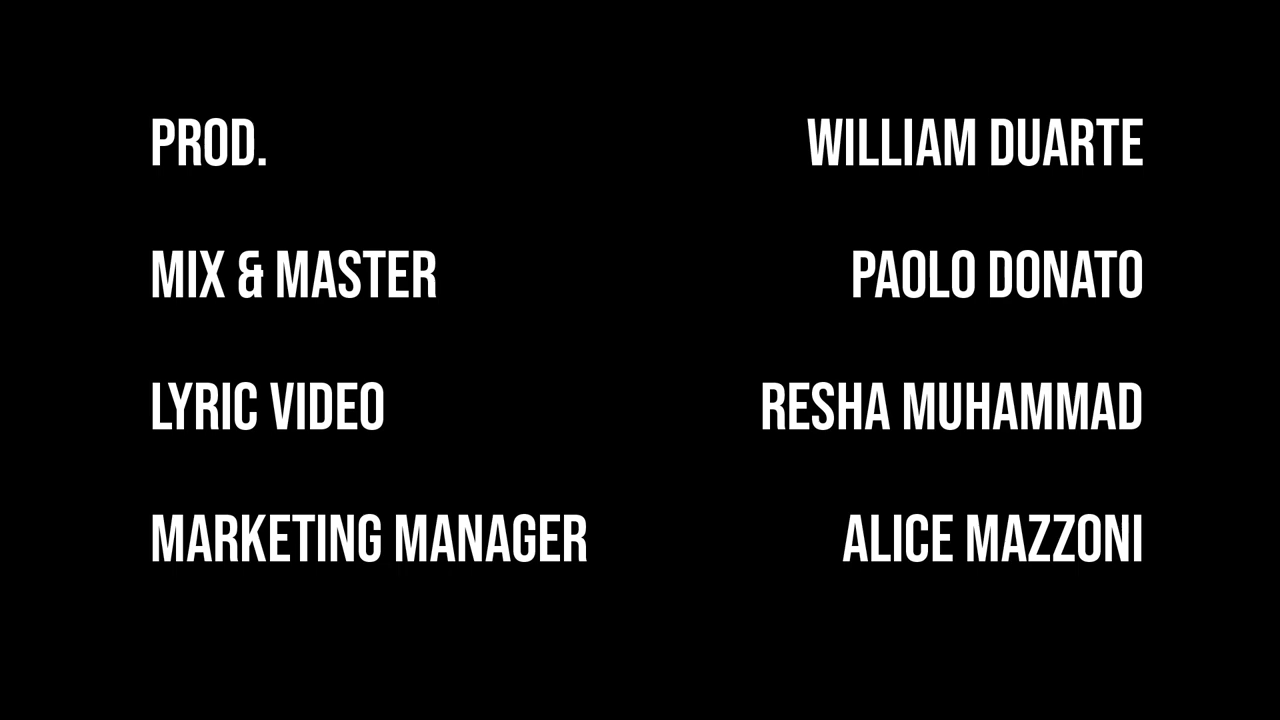 PROD. WILLIAM DUARTE
MIX & MASTER PAOLO DONATO
LYRIC VIDEO RESHA MUHAMMAD
MARKETING MANAGER ALICE MAZZONI